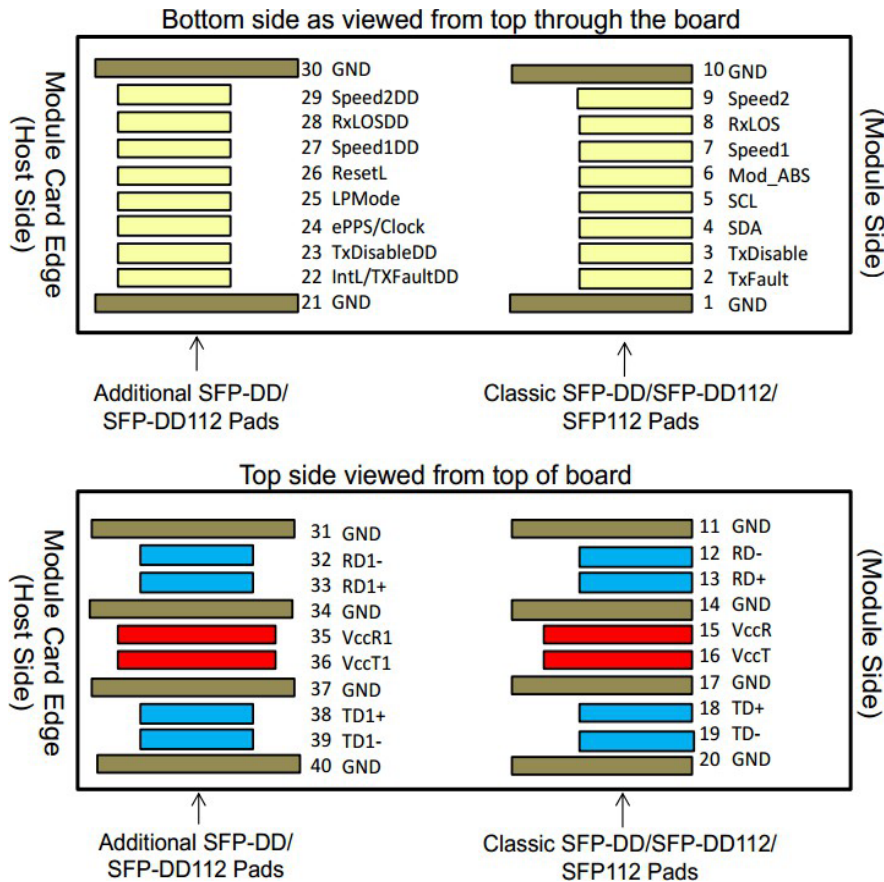 Bottom side as viewed from top through the board
Module Card Edge
(Host Side)
30 GND
29 Speed2DD
28 RxLOSDD
27 Speed1DD
26 ResetL
25 LPMode
24 ePPS/Clock
23 TxDisableDD
22 IntL/TXFaultDD
21 GND
10 GND
9 Speed2
8 RxLOS
7 Speed1
6 Mod_ABS
5 SCL
4 SDA
3 TxDisable
2 TxFault
1 GND
(Module Side)
Additional SFP-DD/
SFP-DD112 Pads
Classic SFP-DD/SFP-DD112/
SFP112 Pads
Top side viewed from top of board
Module Card Edge
(Host Side)
31 GND
32 RD1-
33 RD1+
34 GND
35 VccR1
36 VccT1
37 GND
38 TD1+
39 TD1-
40 GND
11 GND
12 RD-
13 RD+
14 GND
15 VccR
16 VccT
17 GND
18 TD+
19 TD-
20 GND
(Module Side)
Additional SFP-DD/
SFP-DD112 Pads
Classic SFP-DD/SFP-DD112/
SFP112 Pads